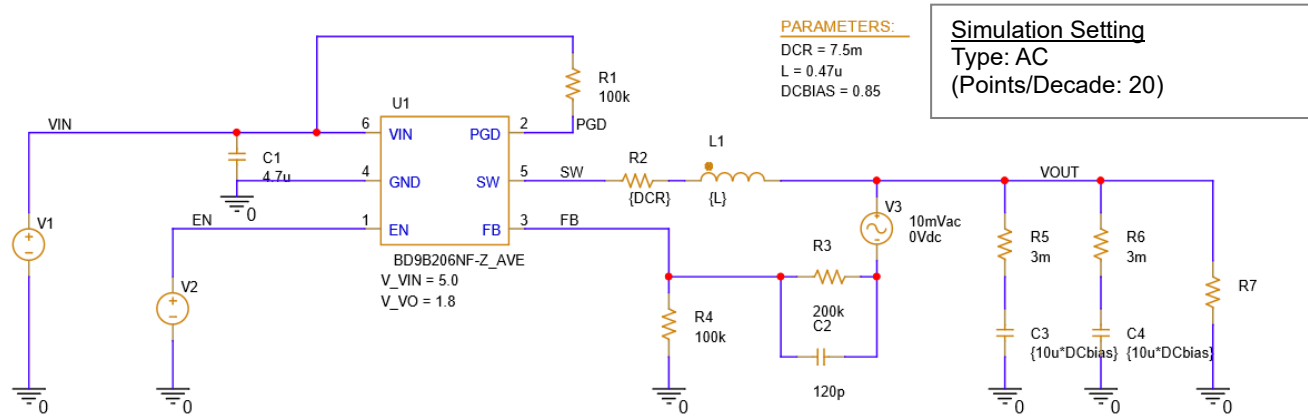 PARAMETERS:
DCR = 7.5m
L = 0.47u
DCBIAS = 0.85
Simulation Setting
Type: AC
(Points/Decade: 20)
R1
100k
U1
VIN
6
VIN
PGD
2
PGD
C1
4.7u
4
GND
SW
5
SW
R2
{DCR}
L1
{L}
VOUT
0
EN
1
EN
FB
3
FB
V1
V2
BD9B206NF-Z_AVE
V_VIN = 5.0
V_VO = 1.8
V3
10mVac
0Vdc
R3
200k
C2
120p
R4
100k
R5
3m
R6
3m
R7
C3
{10u*DCbias}
C4
{10u*DCbias}
0
0
0
0
0
0